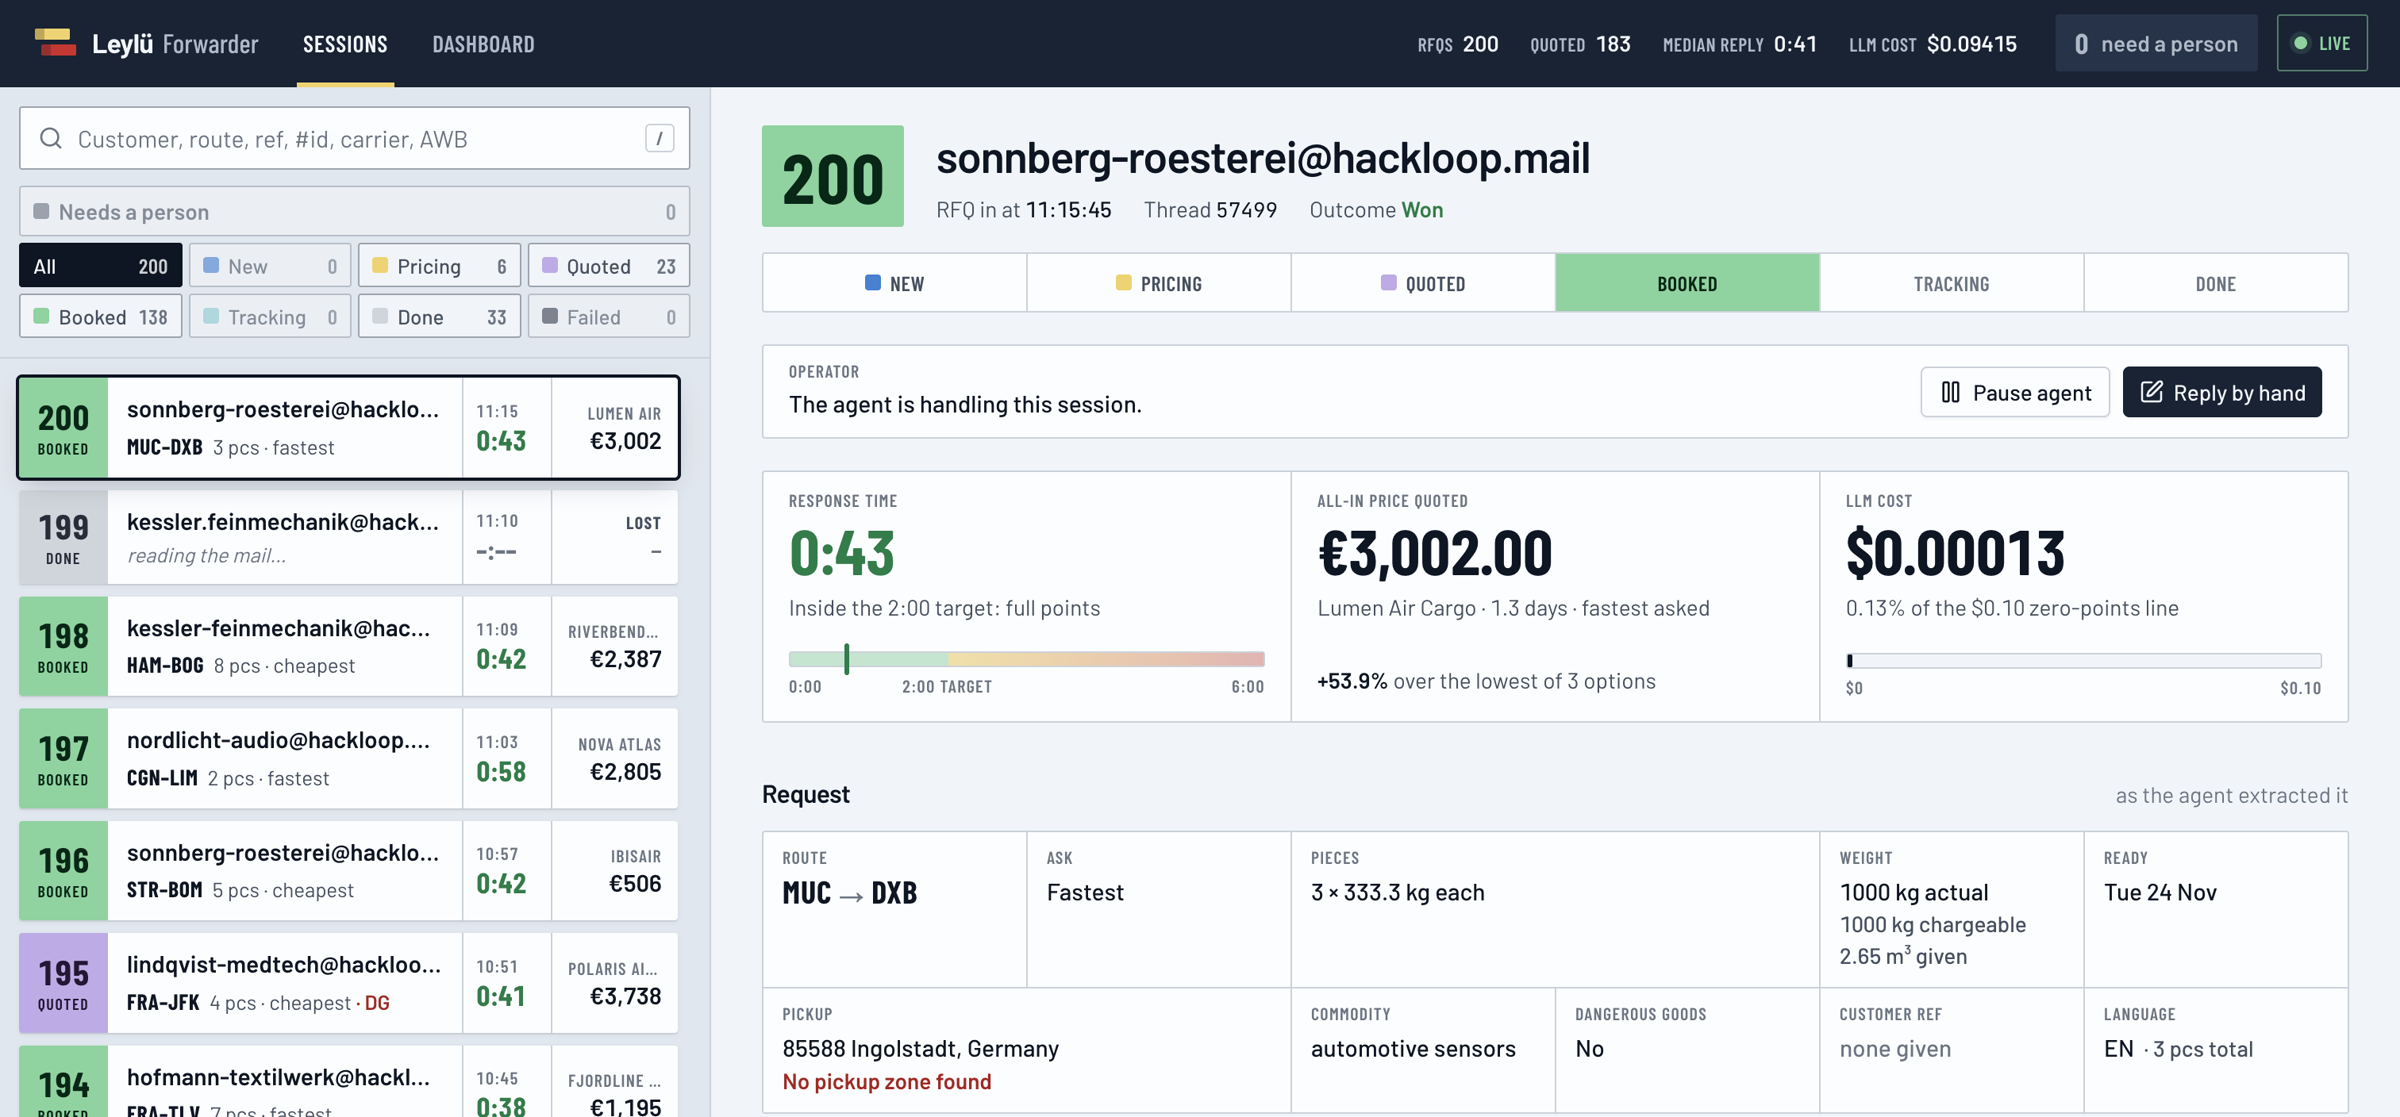 Leylü Forwarder SESSIONS DASHBOARD RFQS 200 QUOTED 183 MEDIAN REPLY 0:41 LLM COST $0.09415 0 need a person LIVE
Customer, route, ref, #id, carrier, AWB /
Needs a person 0
All 200 New 0 Pricing 6 Quoted 23
Booked 138 Tracking 0 Done 33 Failed 0
200 BOOKED
sonnberg-roesterei@hacklo...
MUC–DXB 3 pcs · fastest
11:15
0:43
LUMEN AIR
€3,002
199 DONE
kessler.feinmechanik@hack...
reading the mail...
11:10
–:––
LOST
–
198 BOOKED
kessler-feinmechanik@hac...
HAM–BOG 8 pcs · cheapest
11:09
0:42
RIVERBEND...
€2,387
197 BOOKED
nordlicht-audio@hackloop....
CGN–LIM 2 pcs · fastest
11:03
0:58
NOVA ATLAS
€2,805
196 BOOKED
sonnberg-roesterei@hacklo...
STR–BOM 5 pcs · cheapest
10:57
0:42
IBISAIR
€506
195 QUOTED
lindqvist-medtech@hackloo...
FRA–JFK 4 pcs · cheapest · DG
10:51
0:41
POLARIS AI...
€3,738
194 BOOKED
hofmann-textilwerk@hackl...
FRA–TLV 7 pcs · fastest
10:45
0:38
FJORDLINE ...
€1,195
200
sonnberg-roesterei@hackloop.mail
RFQ in at 11:15:45 Thread 57499 Outcome Won
NEW PRICING QUOTED BOOKED TRACKING DONE
OPERATOR
The agent is handling this session.
Pause agent Reply by hand
RESPONSE TIME
0:43
Inside the 2:00 target: full points
0:00 2:00 TARGET 6:00
ALL-IN PRICE QUOTED
€3,002.00
Lumen Air Cargo · 1.3 days · fastest asked
+53.9% over the lowest of 3 options
LLM COST
$0.00013
0.13% of the $0.10 zero-points line
$0 $0.10
Request as the agent extracted it
ROUTE
MUC → DXB
ASK
Fastest
PIECES
3 × 333.3 kg each
WEIGHT
1000 kg actual
1000 kg chargeable
2.65 m³ given
READY
Tue 24 Nov
PICKUP
85588 Ingolstadt, Germany
No pickup zone found
COMMODITY
automotive sensors
DANGEROUS GOODS
No
CUSTOMER REF
none given
LANGUAGE
EN · 3 pcs total